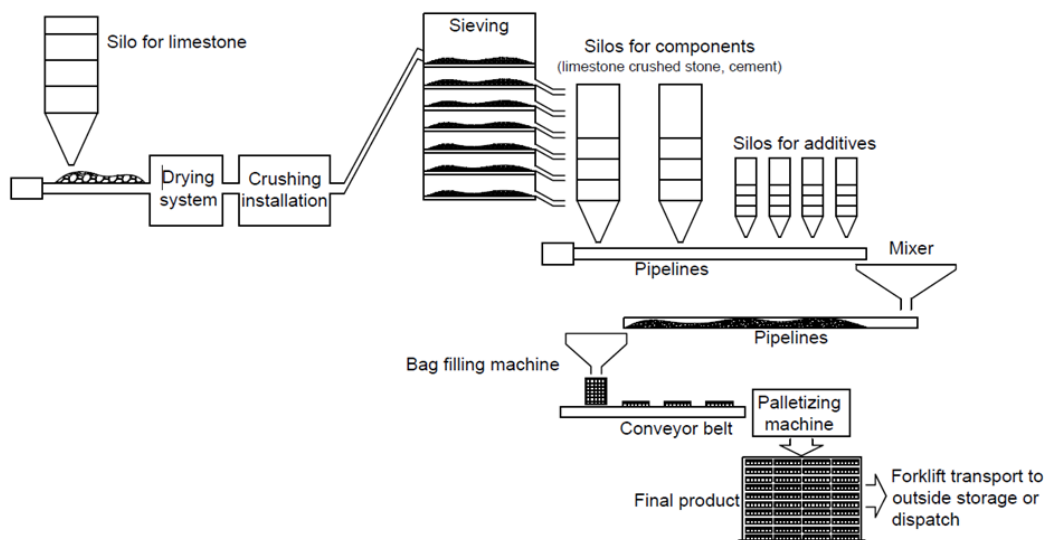 Silo for limestone
Drying
system
Crushing
installation
Sieving
Silos for components
(limestone crushed stone, cement)
Silos for additives
Pipelines
Mixer
Pipelines
Bag filling machine
Conveyor belt
Palletizing
machine
Final product
Forklift transport to
outside storage or
dispatch